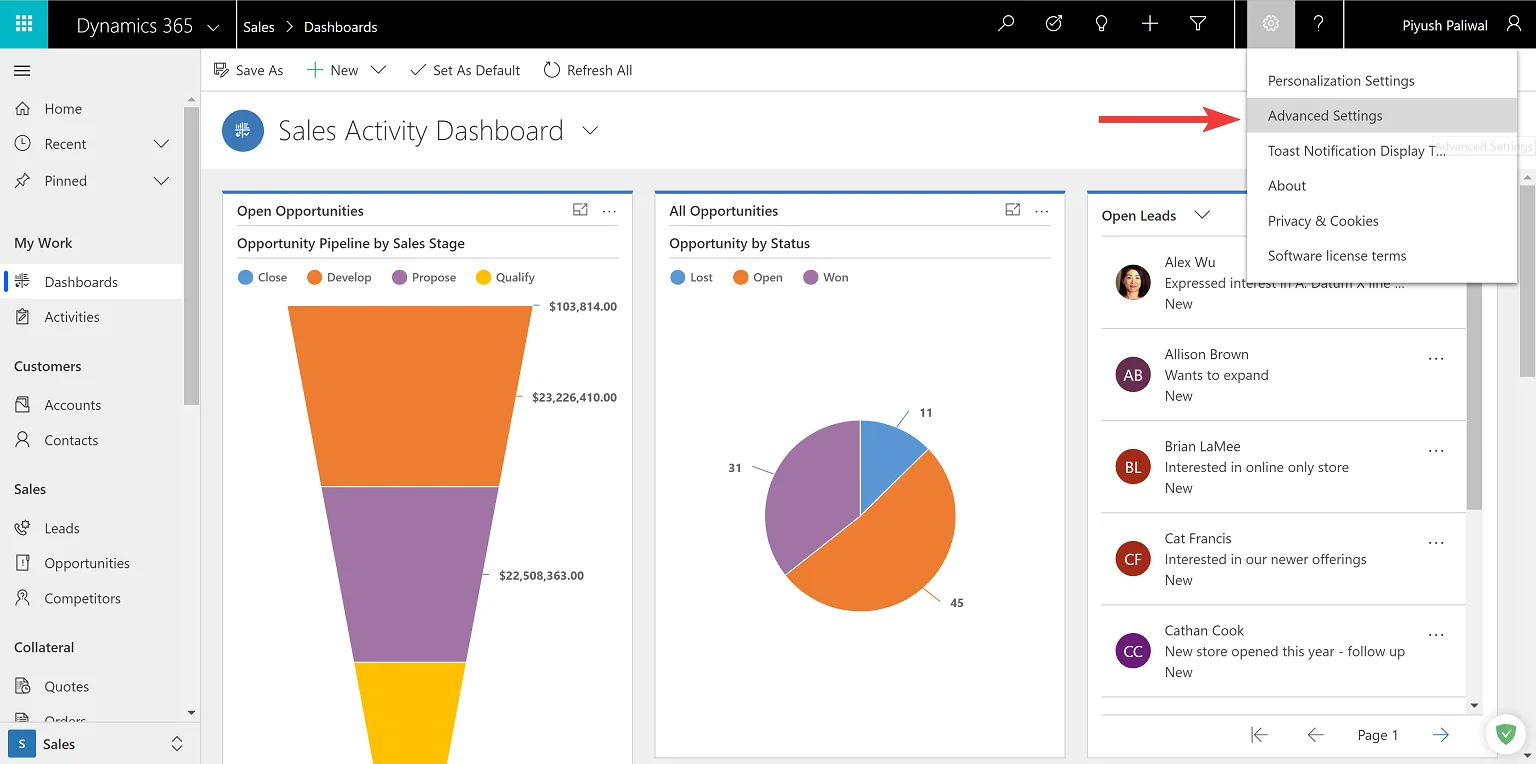 Dynamics 365
Sales > Dashboards
Piyush Paliwal
Save As
New
Set As Default
Refresh All
Personalization Settings
Advanced Settings
Advanced Settings
Toast Notification Display T...
About
Privacy & Cookies
Software license terms
Home
Recent
Pinned
My Work
Dashboards
Activities
Customers
Accounts
Contacts
Sales
Leads
Opportunities
Competitors
Collateral
Quotes
Orders
S
Sales
Sales Activity Dashboard
Open Opportunities
Opportunity Pipeline by Sales Stage
Close Develop Propose Qualify
$103,814.00
$23,226,410.00
$22,508,363.00
All Opportunities
Opportunity by Status
Lost Open Won
11
31
45
Open Leads
Alex Wu
Expressed interest in A. Datum X line ...
New
AB
Allison Brown
Wants to expand
New
BL
Brian LaMee
Interested in online only store
New
CF
Cat Francis
Interested in our newer offerings
New
CC
Cathan Cook
New store opened this year - follow up
New
Page 1